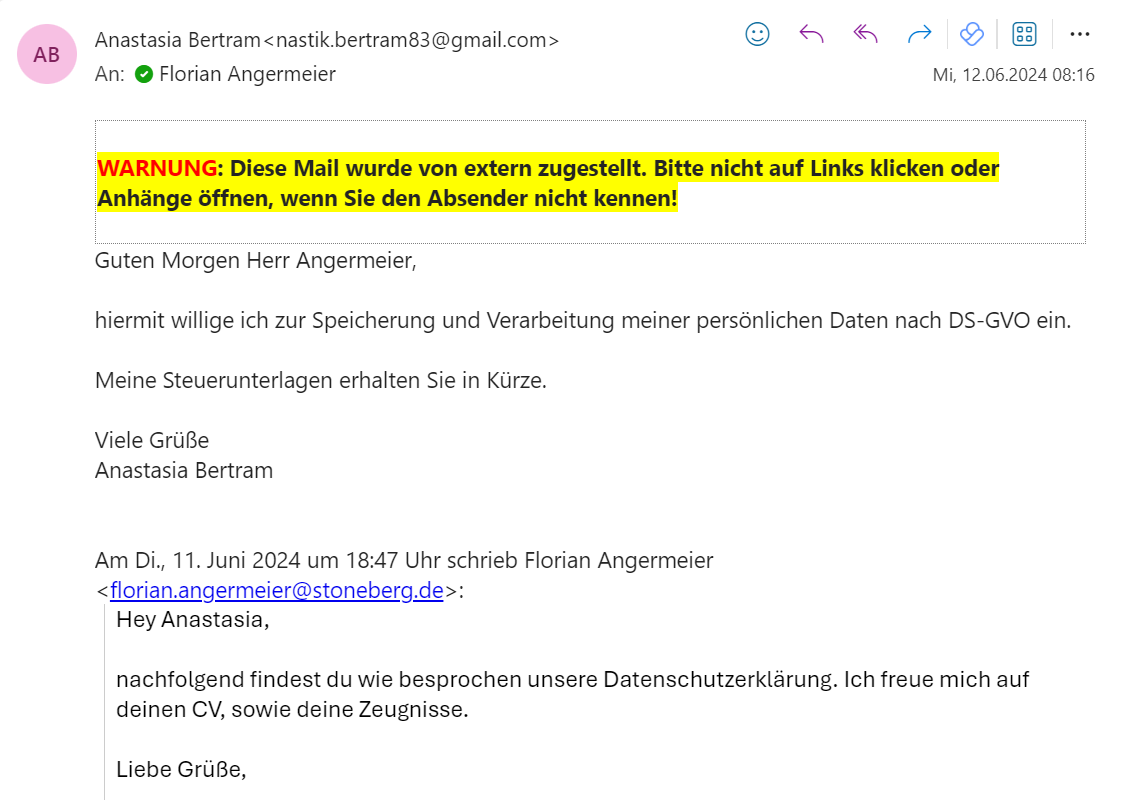 AB
Anastasia Bertram<nastik.bertram83@gmail.com>
An: Florian Angermeier
Mi, 12.06.2024 08:16
WARNUNG: Diese Mail wurde von extern zugestellt. Bitte nicht auf Links klicken oder
Anhänge öffnen, wenn Sie den Absender nicht kennen!
Guten Morgen Herr Angermeier,
hiermit willige ich zur Speicherung und Verarbeitung meiner persönlichen Daten nach DS-GVO ein.
Meine Steuerunterlagen erhalten Sie in Kürze.
Viele Grüße
Anastasia Bertram
Am Di., 11. Juni 2024 um 18:47 Uhr schrieb Florian Angermeier
<florian.angermeier@stoneberg.de>:
Hey Anastasia,
nachfolgend findest du wie besprochen unsere Datenschutzerklärung. Ich freue mich auf
deinen CV, sowie deine Zeugnisse.
Liebe Grüße,